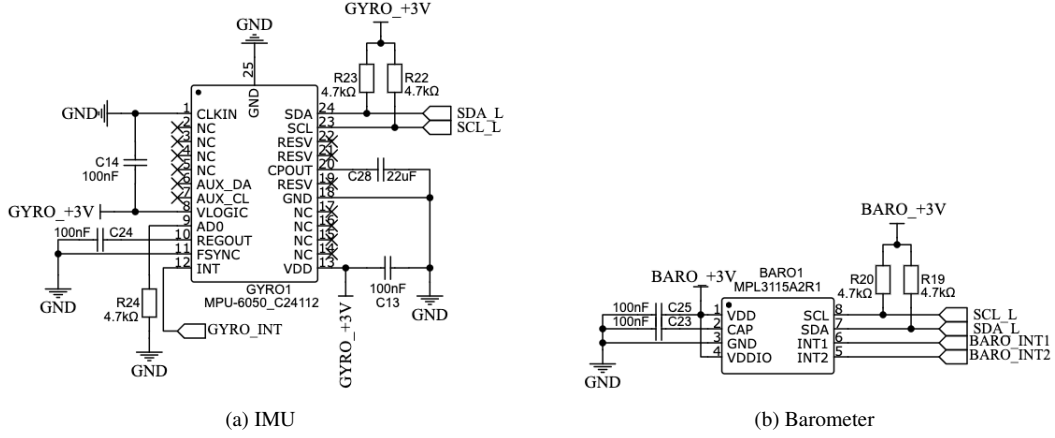 GYRO_+3V
GND
R23
4.7kΩ
R22
4.7kΩ
25
GND
GND
1 CLKIN
2 NC
3 NC
4 NC
5 NC
6 AUX_DA
7 AUX_CL
8 VLOGIC
9 AD0
10 REGOUT
11 FSYNC
12 INT
SDA 24
SCL 23
RESV 22
RESV 21
CPOUT 20
RESV 19
GND 18
NC 17
NC 16
NC 15
NC 14
VDD 13
SDA_L
SCL_L
C14
100nF
C28 22uF
GYRO_+3V
100nF C24
GND
R24
4.7kΩ
GND
GYRO1
MPU-6050_C24112
GYRO_INT
100nF
C13
GND
GYRO_+3V
(a) IMU
BARO_+3V
BARO_+3V
BARO1
MPL3115A2R1
R20
4.7kΩ
R19
4.7kΩ
100nF C25
100nF C23
1 VDD
2 CAP
3 GND
4 VDDIO
SCL 8
SDA 7
INT1 6
INT2 5
SCL_L
SDA_L
BARO_INT1
BARO_INT2
GND
(b) Barometer